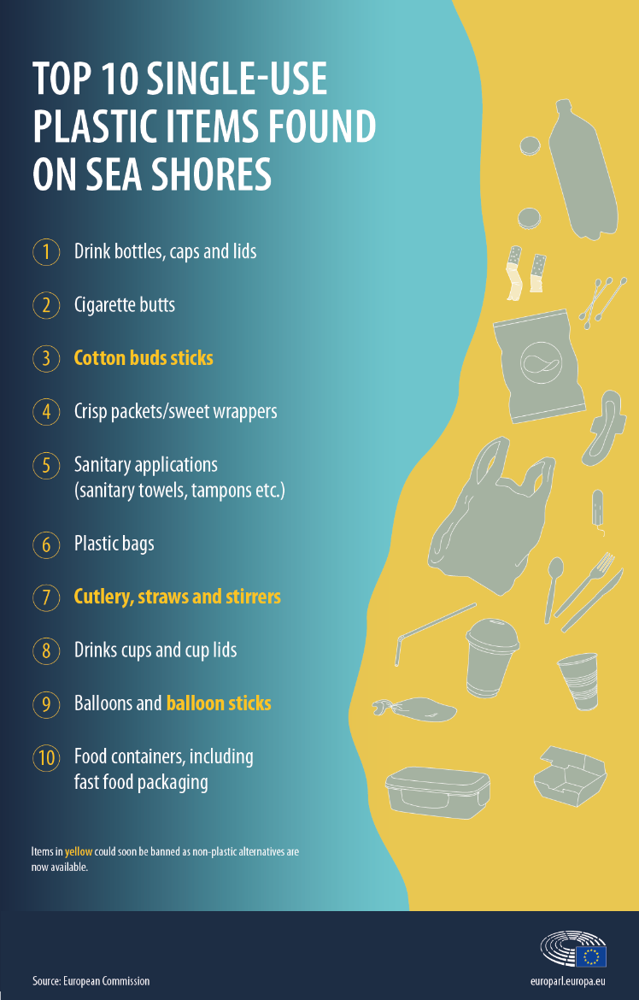 TOP 10 SINGLE-USE
PLASTIC ITEMS FOUND
ON SEA SHORES
1 Drink bottles, caps and lids
2 Cigarette butts
3 Cotton buds sticks
4 Crisp packets/sweet wrappers
5 Sanitary applications
(sanitary towels, tampons etc.)
6 Plastic bags
7 Cutlery, straws and stirrers
8 Drinks cups and cup lids
9 Balloons and balloon sticks
10 Food containers, including
fast food packaging
Items in yellow could soon be banned as non-plastic alternatives are
now available.
Source: European Commission
europarl.europa.eu